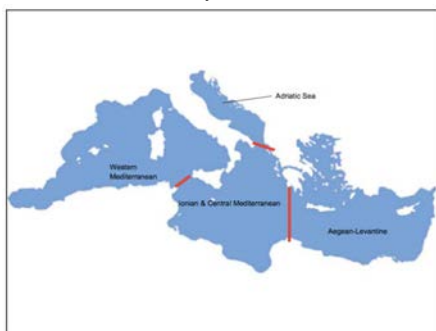 Adriatic Sea
Western
Mediterranean
Ionian & Central Mediterranean
Aegean-Levantine